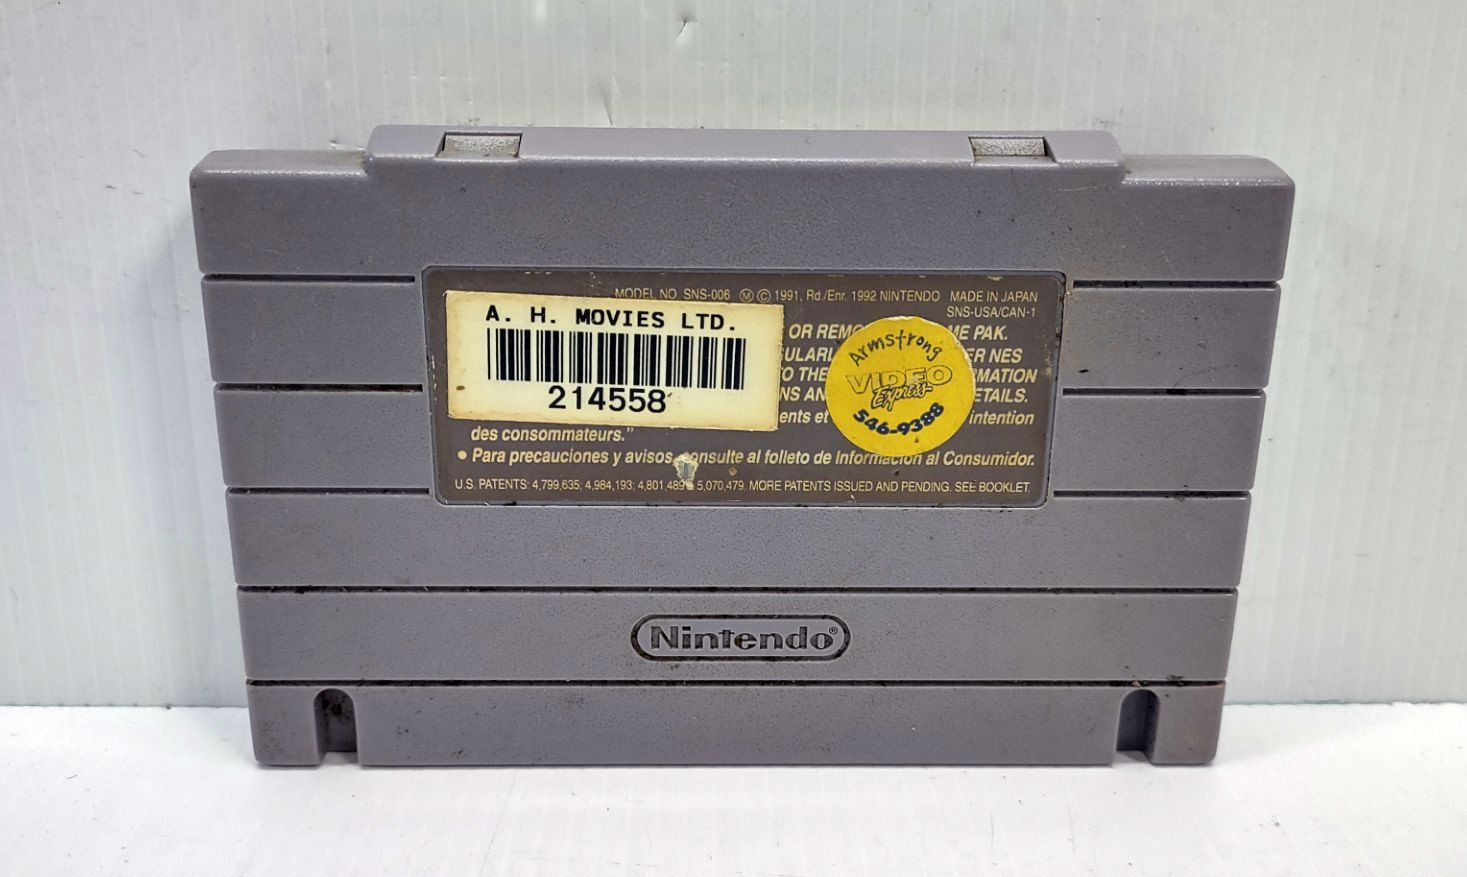 MODEL NO. SNS-006 Ⓜ © 1991, Rd./Enr. 1992 NINTENDO MADE IN JAPAN
SNS-USA/CAN-1
A. H. MOVIES LTD.
214558
OR REMO
ME PAK.
ULARL
ER NES
O THE
MATION
NS AN
ETAILS.
ents et
intention
des consommateurs."
• Para precauciones y avisos, consulte al folleto de Información al Consumidor.
U.S. PATENTS: 4,799,635; 4,984,193; 4,801,489 5,070,479. MORE PATENTS ISSUED AND PENDING. SEE BOOKLET.
Armstrong
VIDEO
Express
546-9388
Nintendo®